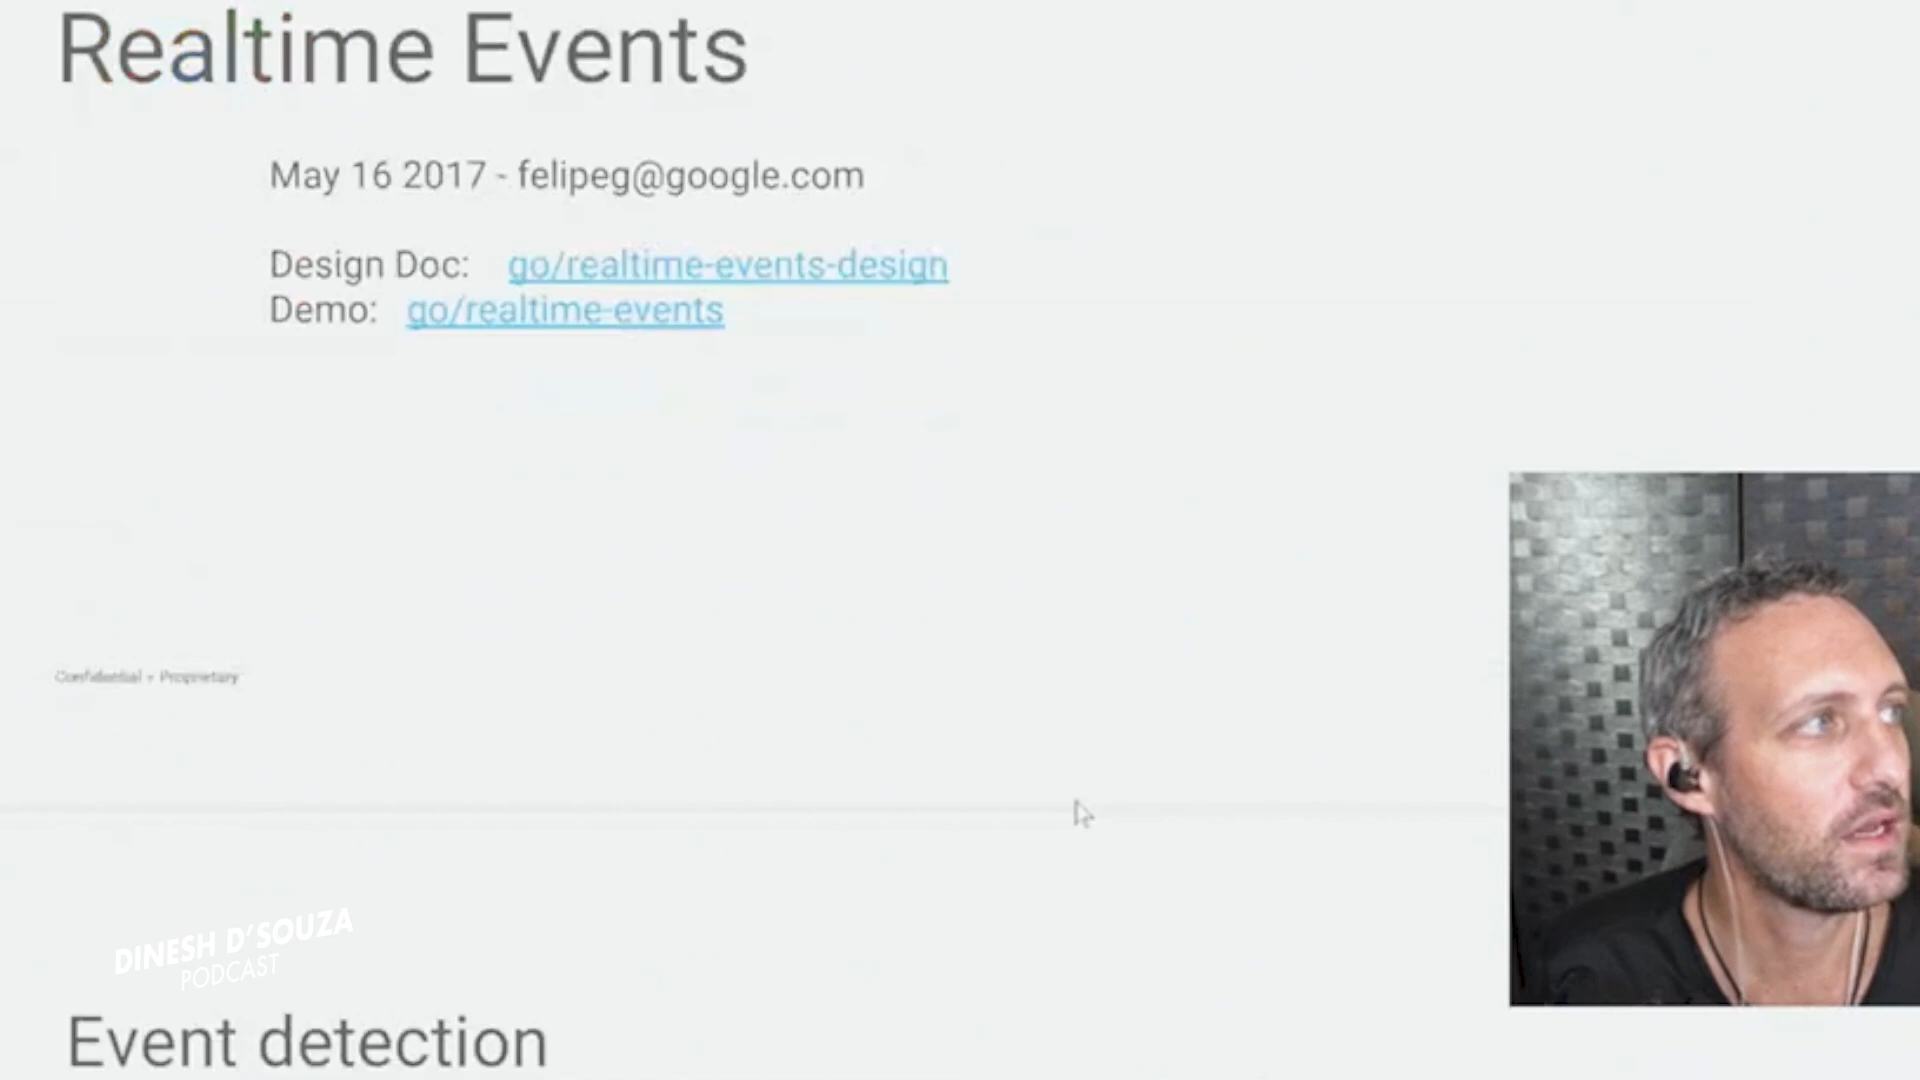 Realtime Events
May 16 2017 - felipeg@google.com
Design Doc: go/realtime-events-design
Demo: go/realtime-events
Confidential + Proprietary
DINESH D'SOUZA
PODCAST
Event detection